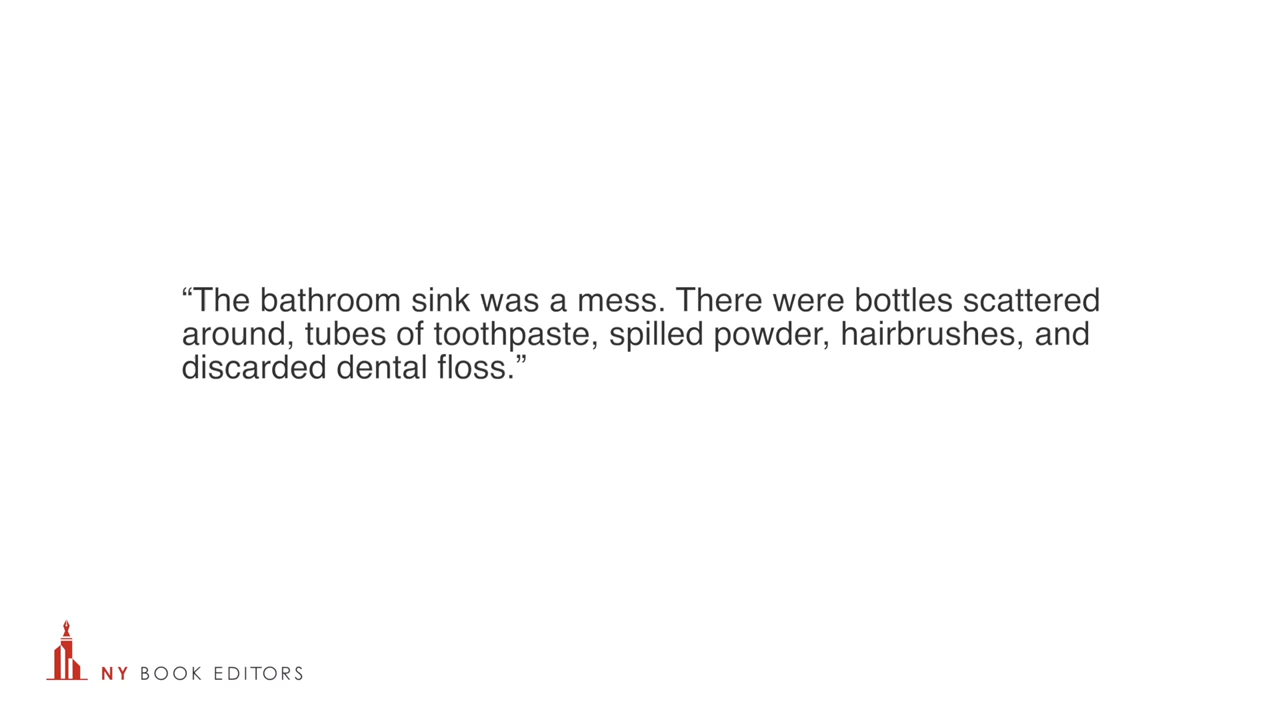 “The bathroom sink was a mess. There were bottles scattered
around, tubes of toothpaste, spilled powder, hairbrushes, and
discarded dental floss.”
NY BOOK EDITORS